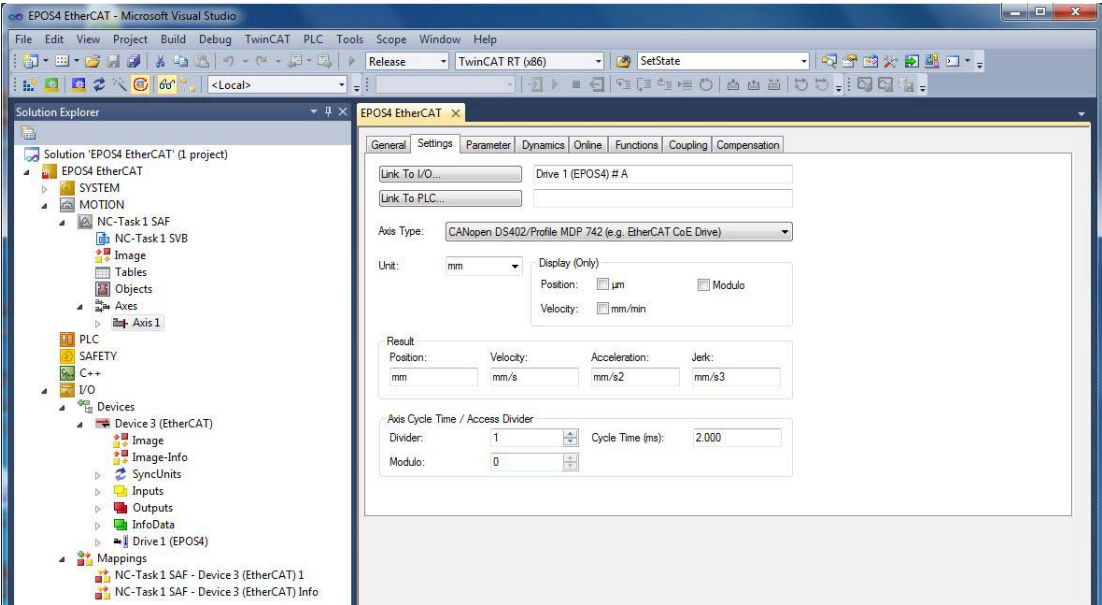 EPOS4 EtherCAT - Microsoft Visual Studio
File Edit View Project Build Debug TwinCAT PLC Tools Scope Window Help
Release TwinCAT RT (x86) SetState
<Local>
Solution Explorer
EPOS4 EtherCAT
Solution 'EPOS4 EtherCAT' (1 project)
EPOS4 EtherCAT
SYSTEM
MOTION
NC-Task 1 SAF
NC-Task 1 SVB
Image
Tables
Objects
Axes
Axis 1
PLC
SAFETY
C++
I/O
Devices
Device 3 (EtherCAT)
Image
Image-Info
SyncUnits
Inputs
Outputs
InfoData
Drive 1 (EPOS4)
Mappings
NC-Task 1 SAF - Device 3 (EtherCAT) 1
NC-Task 1 SAF - Device 3 (EtherCAT) Info
General Settings Parameter Dynamics Online Functions Coupling Compensation
Link To I/O... Drive 1 (EPOS4) # A
Link To PLC...
Axis Type: CANopen DS402/Profile MDP 742 (e.g. EtherCAT CoE Drive)
Unit: mm Display (Only)
Position: µm Modulo
Velocity: mm/min
Result
Position: Velocity: Acceleration: Jerk:
mm mm/s mm/s2 mm/s3
Axis Cycle Time / Access Divider
Divider: 1 Cycle Time (ms): 2.000
Modulo: 0